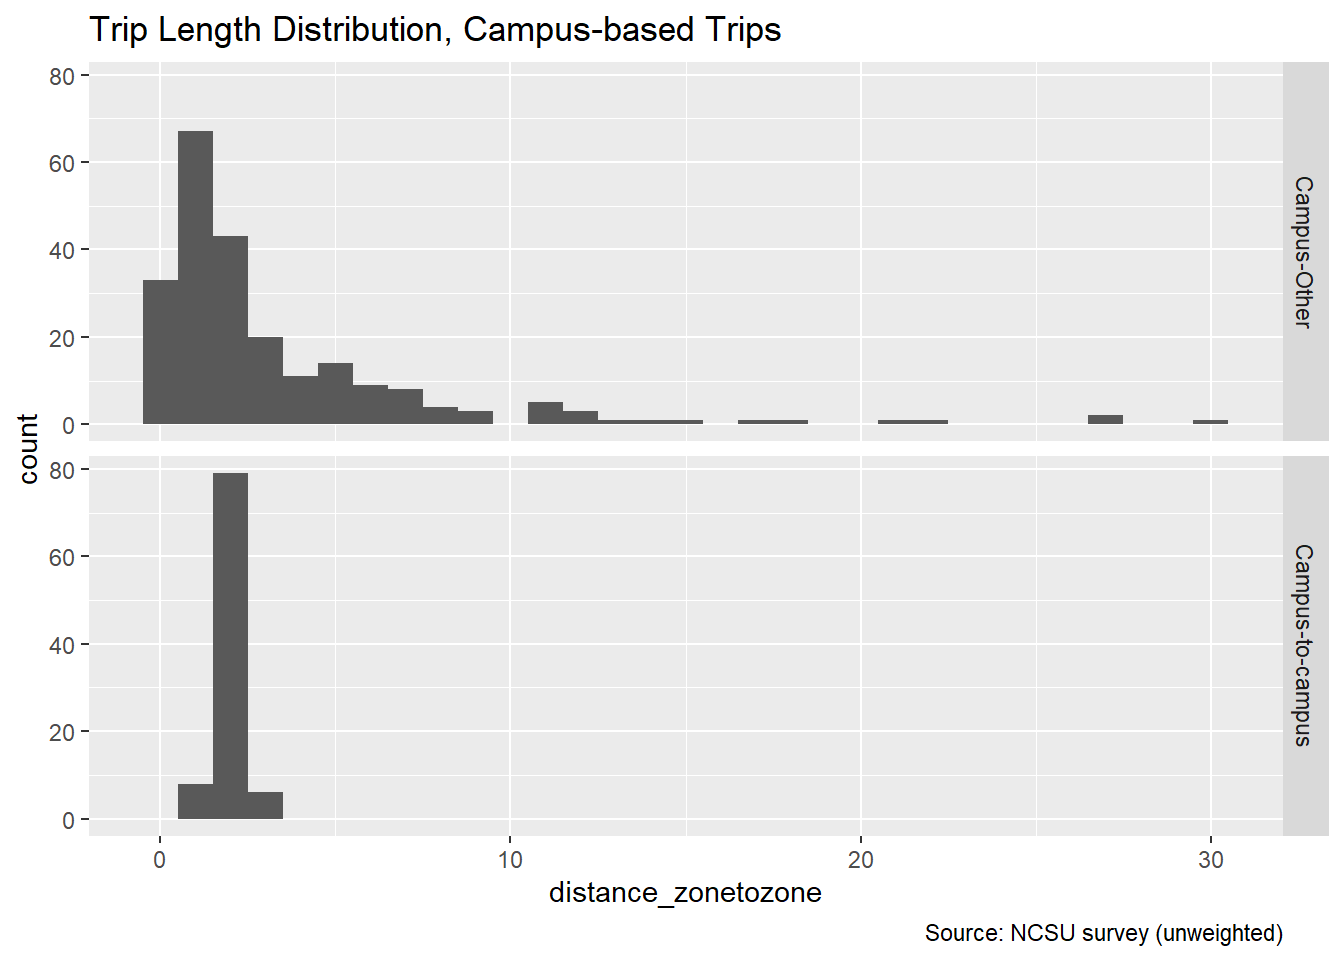 Trip Length Distribution, Campus-based Trips
80
60
40
20
0
Campus-Other
count
80
60
40
20
0
Campus-to-campus
0 10 20 30
distance_zonetozone
Source: NCSU survey (unweighted)